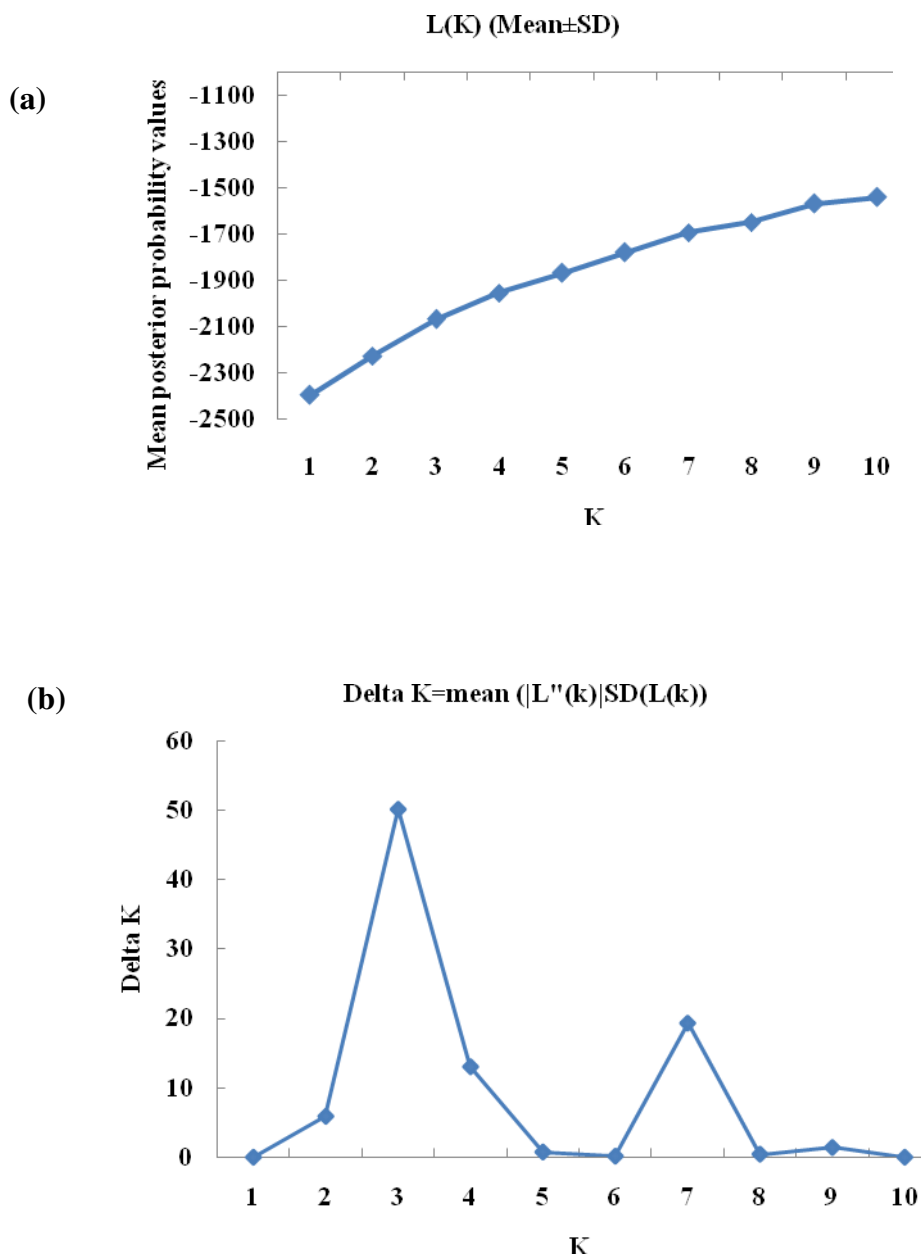 L(K) (Mean±SD)
(a)
Mean posterior probability values
-1100
-1300
-1500
-1700
-1900
-2100
-2300
-2500
1 2 3 4 5 6 7 8 9 10
K
(b)
Delta K=mean (|L"(k)|SD(L(k))
Delta K
60
50
40
30
20
10
0
1 2 3 4 5 6 7 8 9 10
K